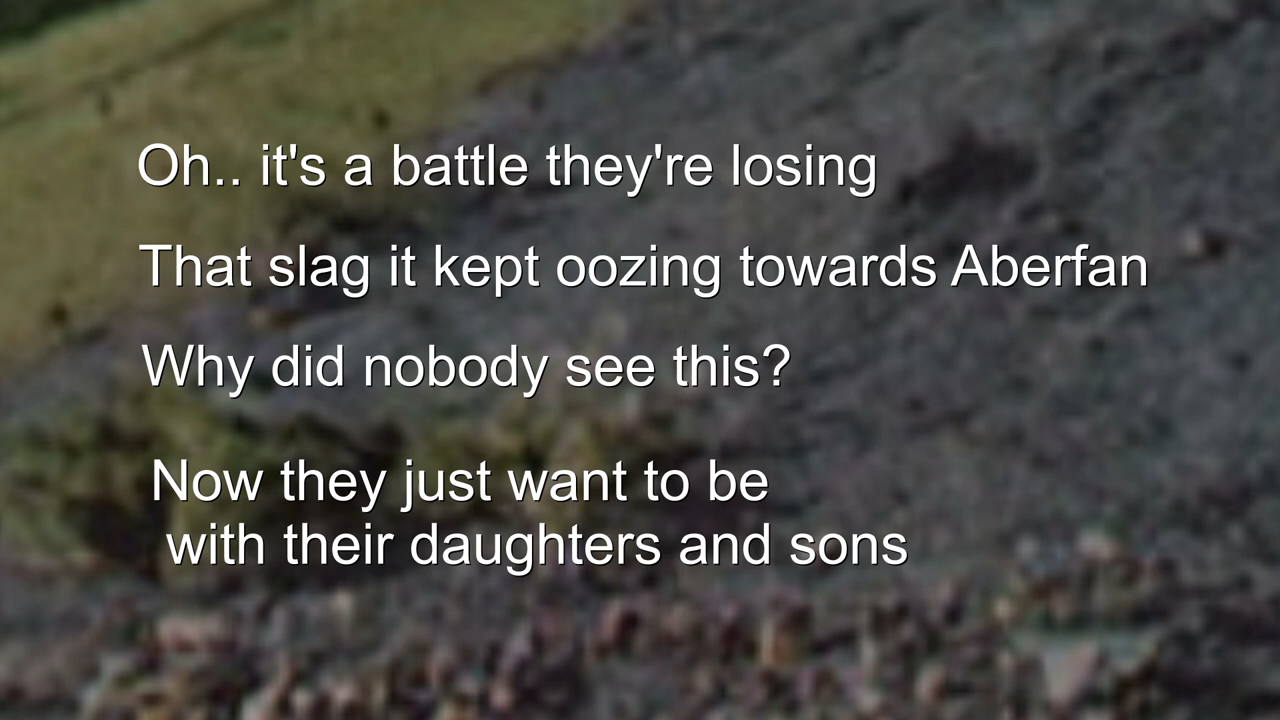 Oh.. it's a battle they're losing
That slag it kept oozing towards Aberfan
Why did nobody see this?
Now they just want to be
with their daughters and sons